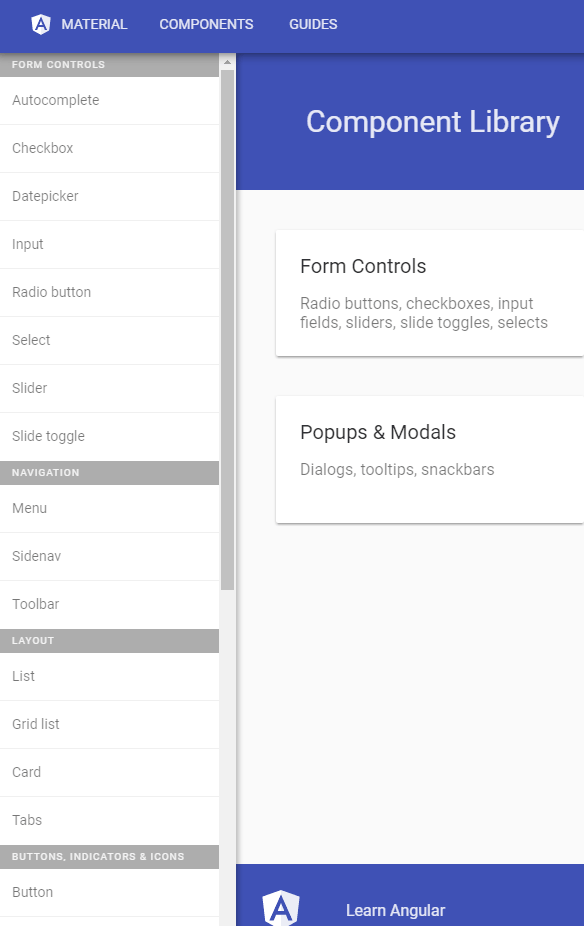 MATERIAL COMPONENTS GUIDES
FORM CONTROLS
Autocomplete
Checkbox
Datepicker
Input
Radio button
Select
Slider
Slide toggle
NAVIGATION
Menu
Sidenav
Toolbar
LAYOUT
List
Grid list
Card
Tabs
BUTTONS, INDICATORS & ICONS
Button
Component Library
Form Controls
Radio buttons, checkboxes, input
fields, sliders, slide toggles, selects
Popups & Modals
Dialogs, tooltips, snackbars
Learn Angular